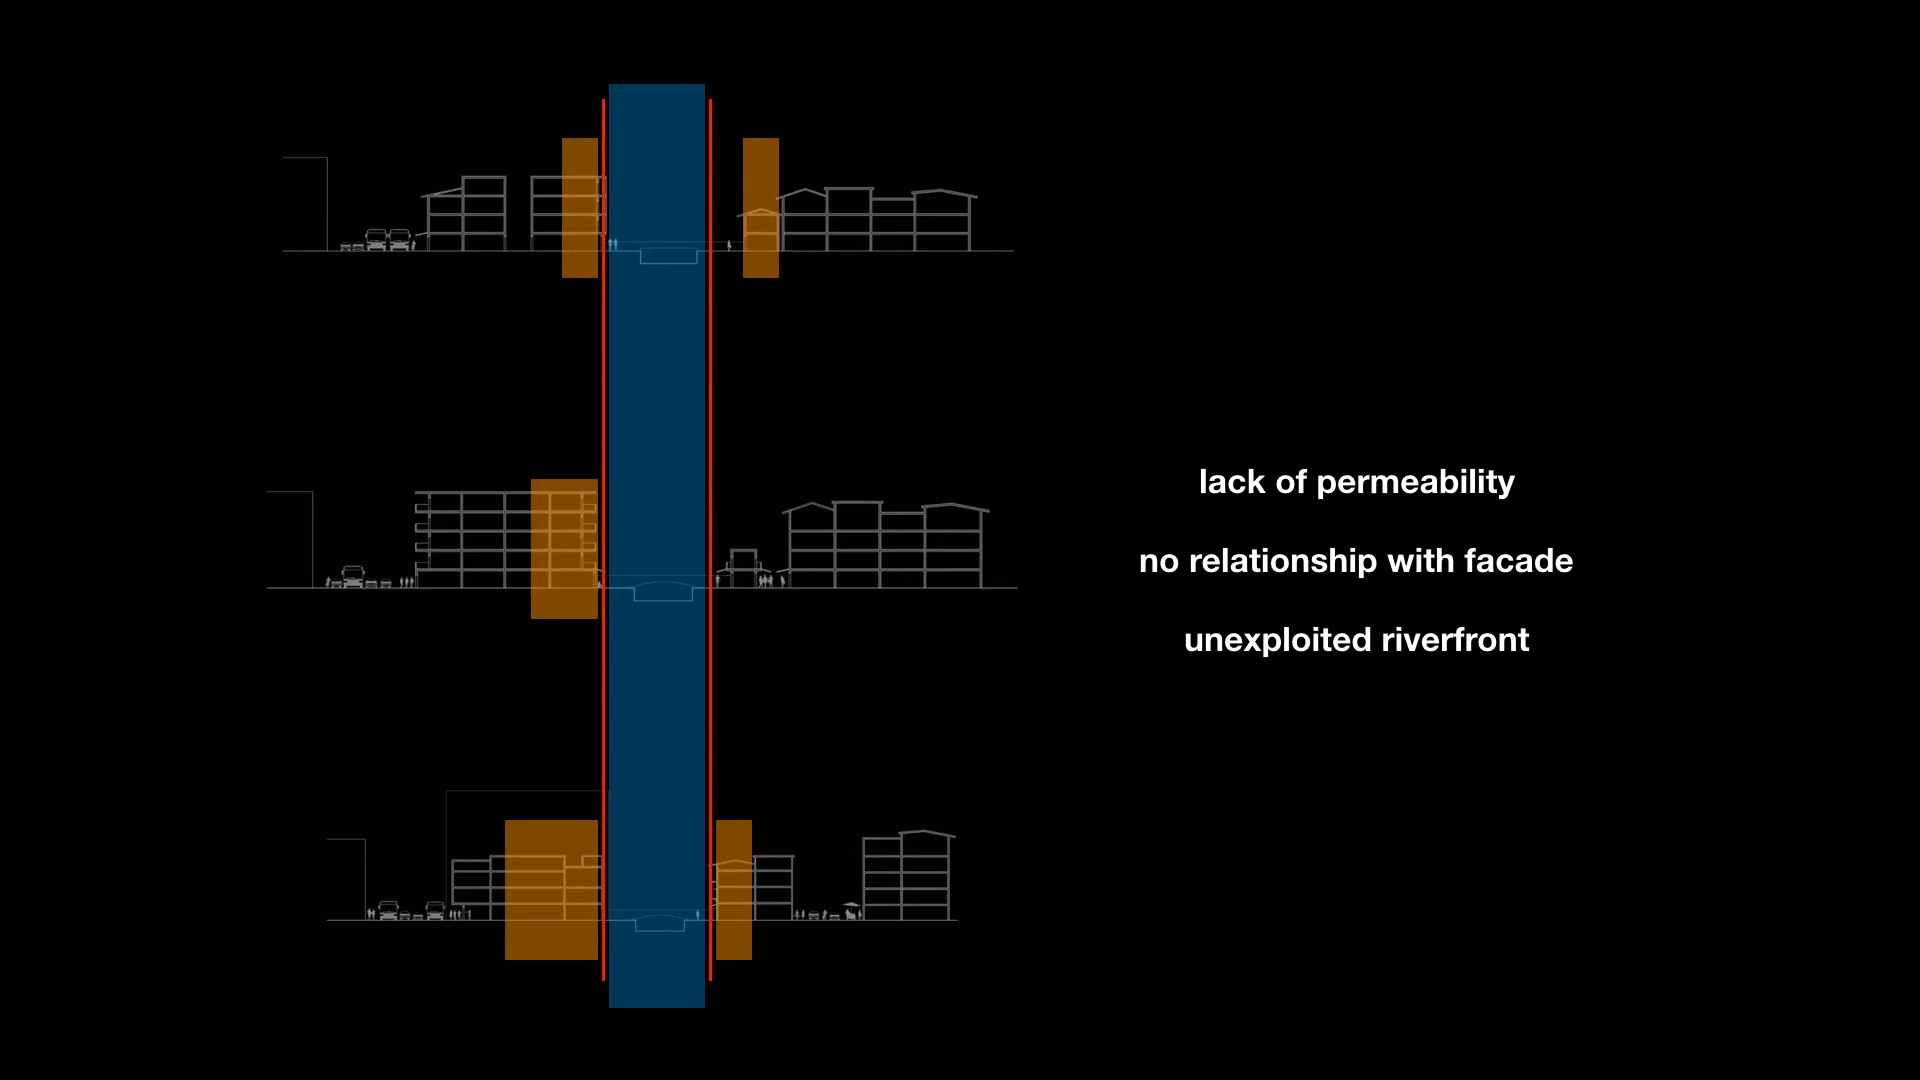 lack of permeability
no relationship with facade
unexploited riverfront